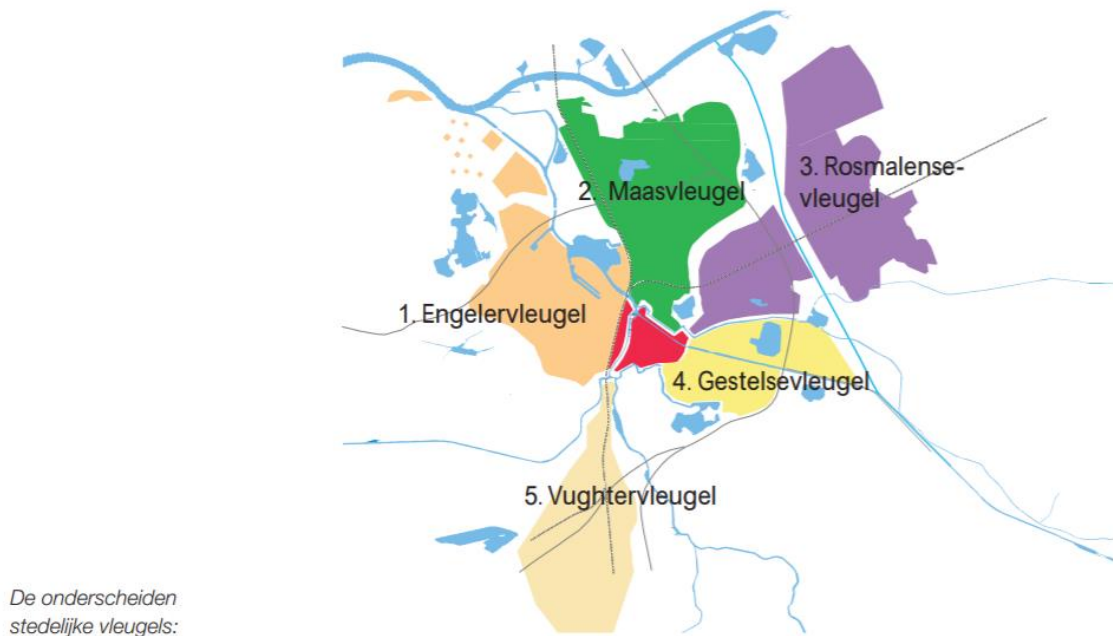 3. Rosmalense-
vleugel
2. Maasvleugel
1. Engelervleugel
4. Gestelsevleugel
5. Vughtervleugel
De onderscheiden
stedelijke vleugels: